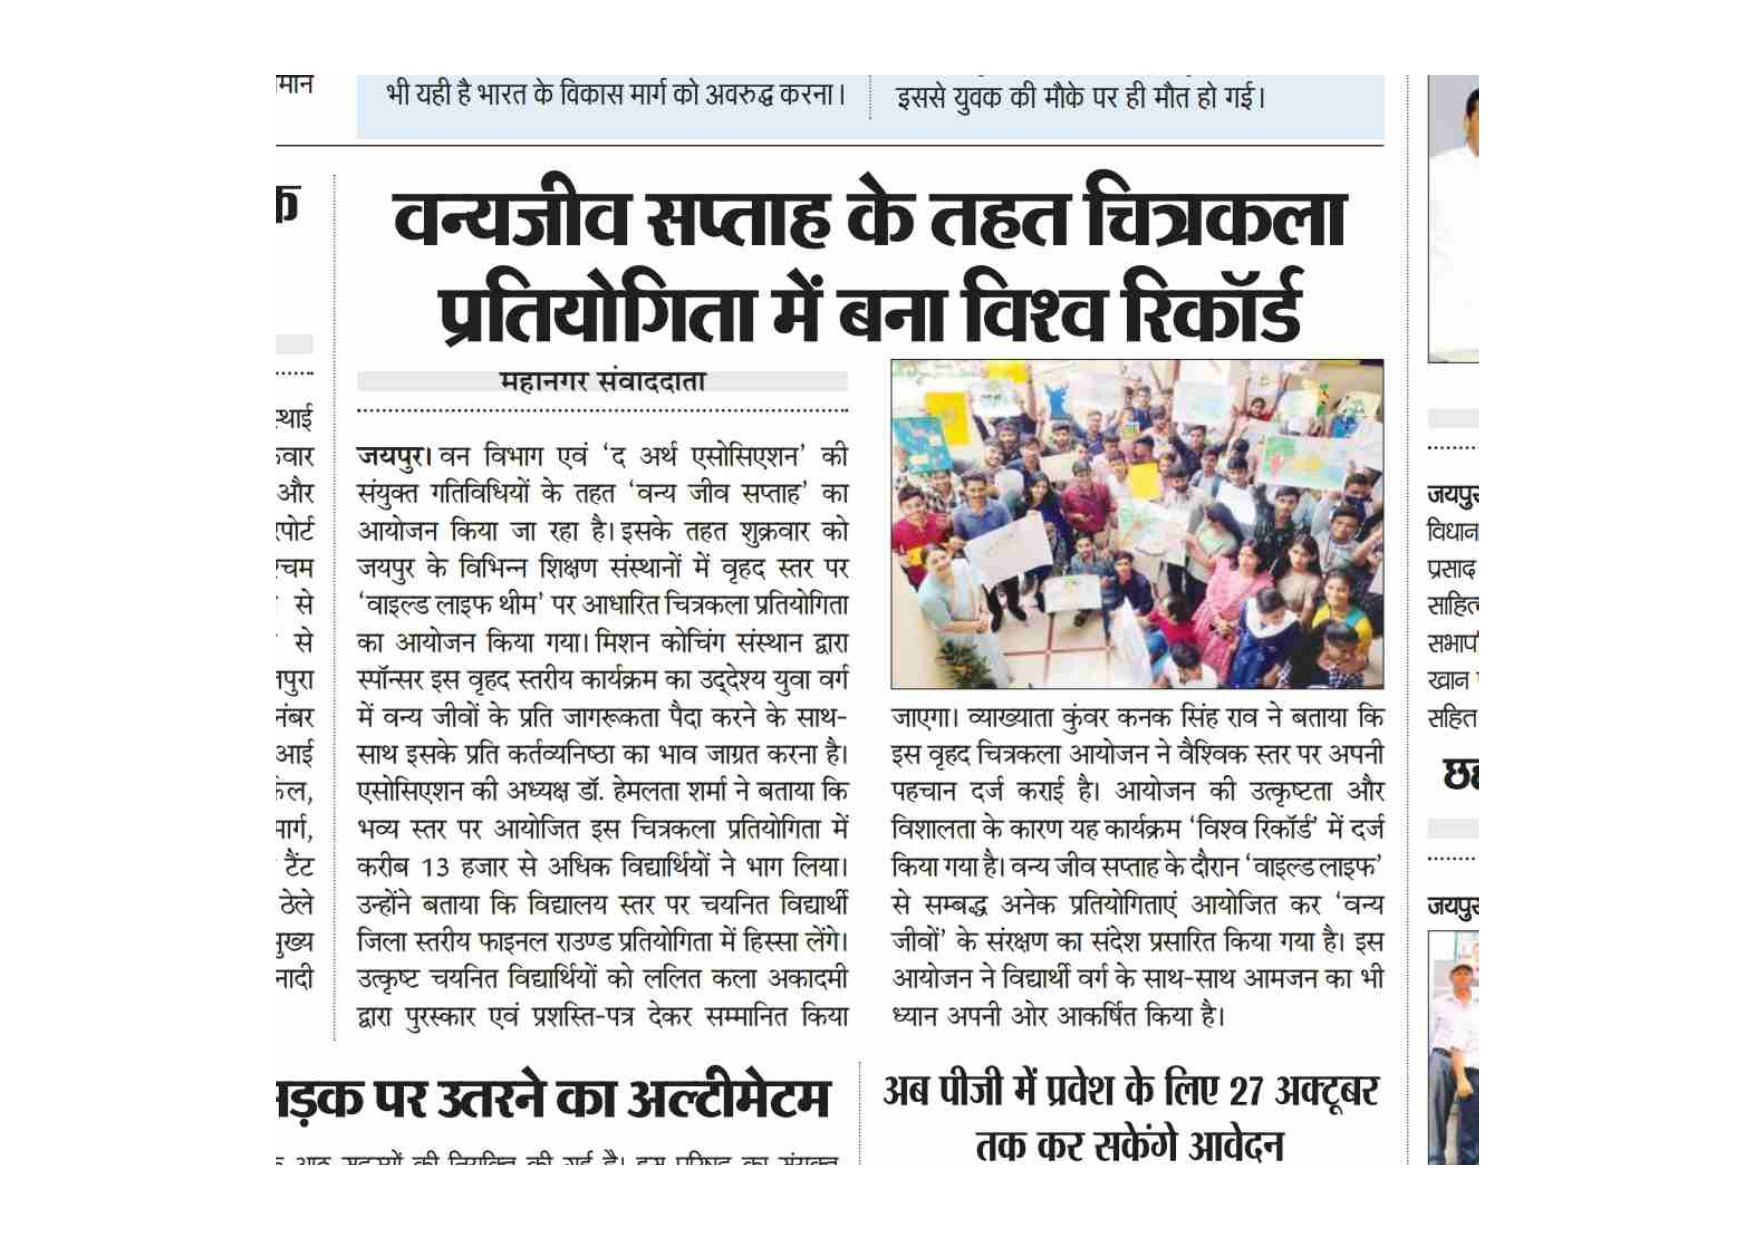 मान
भी यही है भारत के विकास मार्ग को अवरुद्ध करना।
इससे युवक की मौके पर ही मौत हो गई।
वन्यजीव सप्ताह के तहत चित्रकला
प्रतियोगिता में बना विश्व रिकॉर्ड
महानगर संवाददाता
जयपुर। वन विभाग एवं ‘द अर्थ एसोसिएशन’ की
संयुक्त गतिविधियों के तहत ‘वन्य जीव सप्ताह’ का
आयोजन किया जा रहा है। इसके तहत शुक्रवार को
जयपुर के विभिन्न शिक्षण संस्थानों में वृहद स्तर पर
‘वाइल्ड लाइफ थीम’ पर आधारित चित्रकला प्रतियोगिता
का आयोजन किया गया। मिशन कोचिंग संस्थान द्वारा
स्पॉन्सर इस वृहद स्तरीय कार्यक्रम का उद्देश्य युवा वर्ग
में वन्य जीवों के प्रति जागरूकता पैदा करने के साथ-
साथ इसके प्रति कर्तव्यनिष्ठा का भाव जाग्रत करना है।
एसोसिएशन की अध्यक्ष डॉ. हेमलता शर्मा ने बताया कि
भव्य स्तर पर आयोजित इस चित्रकला प्रतियोगिता में
करीब 13 हजार से अधिक विद्यार्थियों ने भाग लिया।
उन्होंने बताया कि विद्यालय स्तर पर चयनित विद्यार्थी
जिला स्तरीय फाइनल राउण्ड प्रतियोगिता में हिस्सा लेंगे।
उत्कृष्ट चयनित विद्यार्थियों को ललित कला अकादमी
द्वारा पुरस्कार एवं प्रशस्ति-पत्र देकर सम्मानित किया
जाएगा। व्याख्याता कुंवर कनक सिंह राव ने बताया कि
इस वृहद चित्रकला आयोजन ने वैश्विक स्तर पर अपनी
पहचान दर्ज कराई है। आयोजन की उत्कृष्टता और
विशालता के कारण यह कार्यक्रम ‘विश्व रिकॉर्ड’ में दर्ज
किया गया है। वन्य जीव सप्ताह के दौरान ‘वाइल्ड लाइफ’
से सम्बद्ध अनेक प्रतियोगिताएं आयोजित कर ‘वन्य
जीवों’ के संरक्षण का संदेश प्रसारित किया गया है। इस
आयोजन ने विद्यार्थी वर्ग के साथ-साथ आमजन का भी
ध्यान अपनी ओर आकर्षित किया है।
और
से
से
आई
टैंट
ठेले
पर उतरने का अल्टीमेटम
अब पीजी में प्रवेश के लिए 27 अक्टूबर
तक कर सकेंगे आवेदन
जयपुर
विधान
प्रसाद
खान
सहित
जयपुर